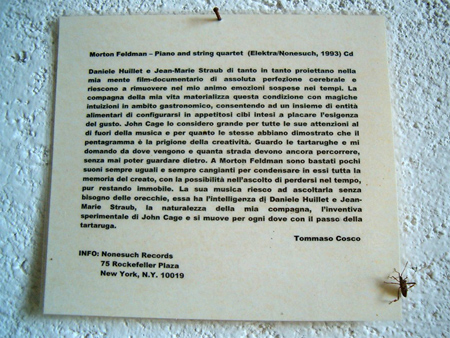 Morton Feldman – Piano and string quartet (Elektra/Nonesuch, 1993) Cd
Daniele Huillet e Jean-Marie Straub di tanto in tanto proiettano nella
mia mente film-documentario di assoluta perfezione cerebrale e
riescono a rimuovere nel mio animo emozioni sospese nei tempi. La
compagna della mia vita materializza questa condizione con magiche
intuizioni in ambito gastronomico, consentendo ad un insieme di entità
alimentari di configurarsi in appetitosi cibi intesi a placare l'esigenza
del gusto. John Cage lo considero grande per tutte le sue attenzioni al
di fuori della musica e per quanto le stesse abbiano dimostrato che il
pentagramma è la prigione della creatività. Guardo le tartarughe e mi
domando da dove vengono e quanta strada devono ancora percorrere,
senza mai poter guardare dietro. A Morton Feldman sono bastati pochi
suoni sempre uguali e sempre cangianti per condensare in essi tutta la
memoria del creato, con la possibilità nell'ascolto di perdersi nel tempo,
pur restando immobile. La sua musica riesco ad ascoltarla senza
bisogno delle orecchie, essa ha l'intelligenza di Daniele Huillet e Jean-
Marie Straub, la naturalezza della mia compagna, l'inventiva
sperimentale di John Cage e si muove per ogni dove con il passo della
tartaruga.
Tommaso Cosco
INFO: Nonesuch Records
75 Rockefeller Plaza
New York, N.Y. 10019